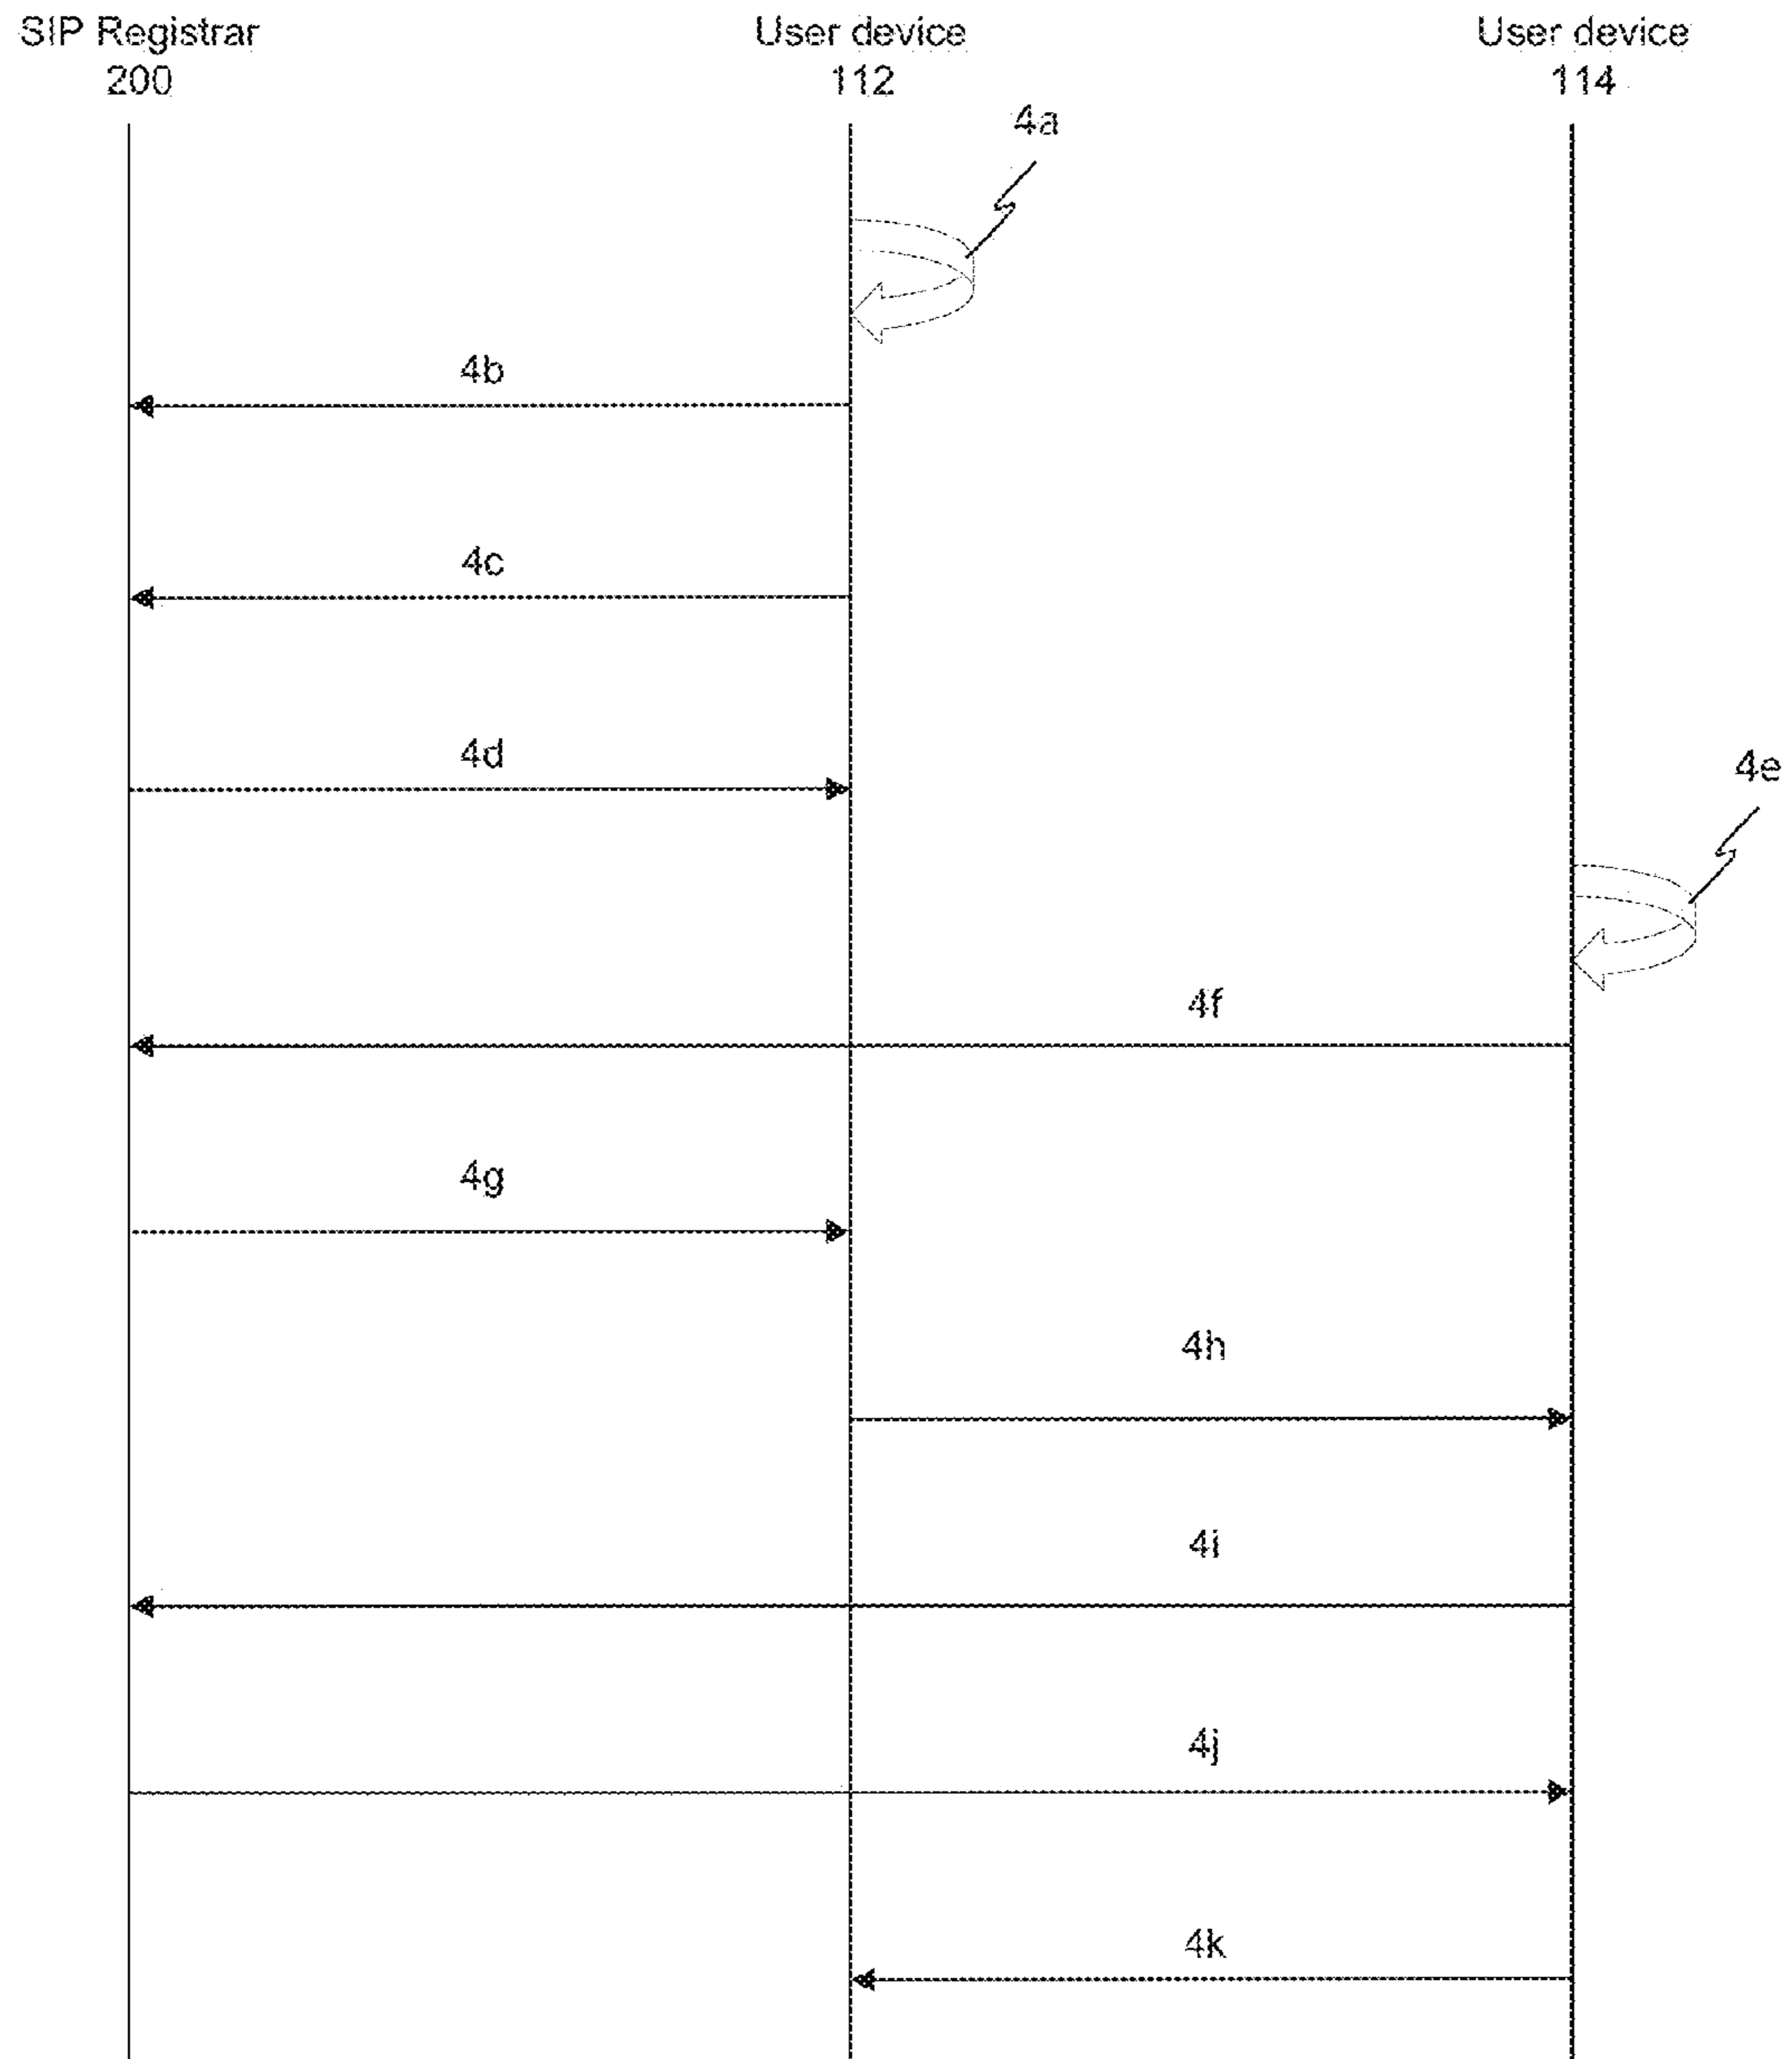 SIP Registrar
200
User device
112
User device
114
4a
4b
4c
4d
4e
4f
4g
4h
4i
4j
4k